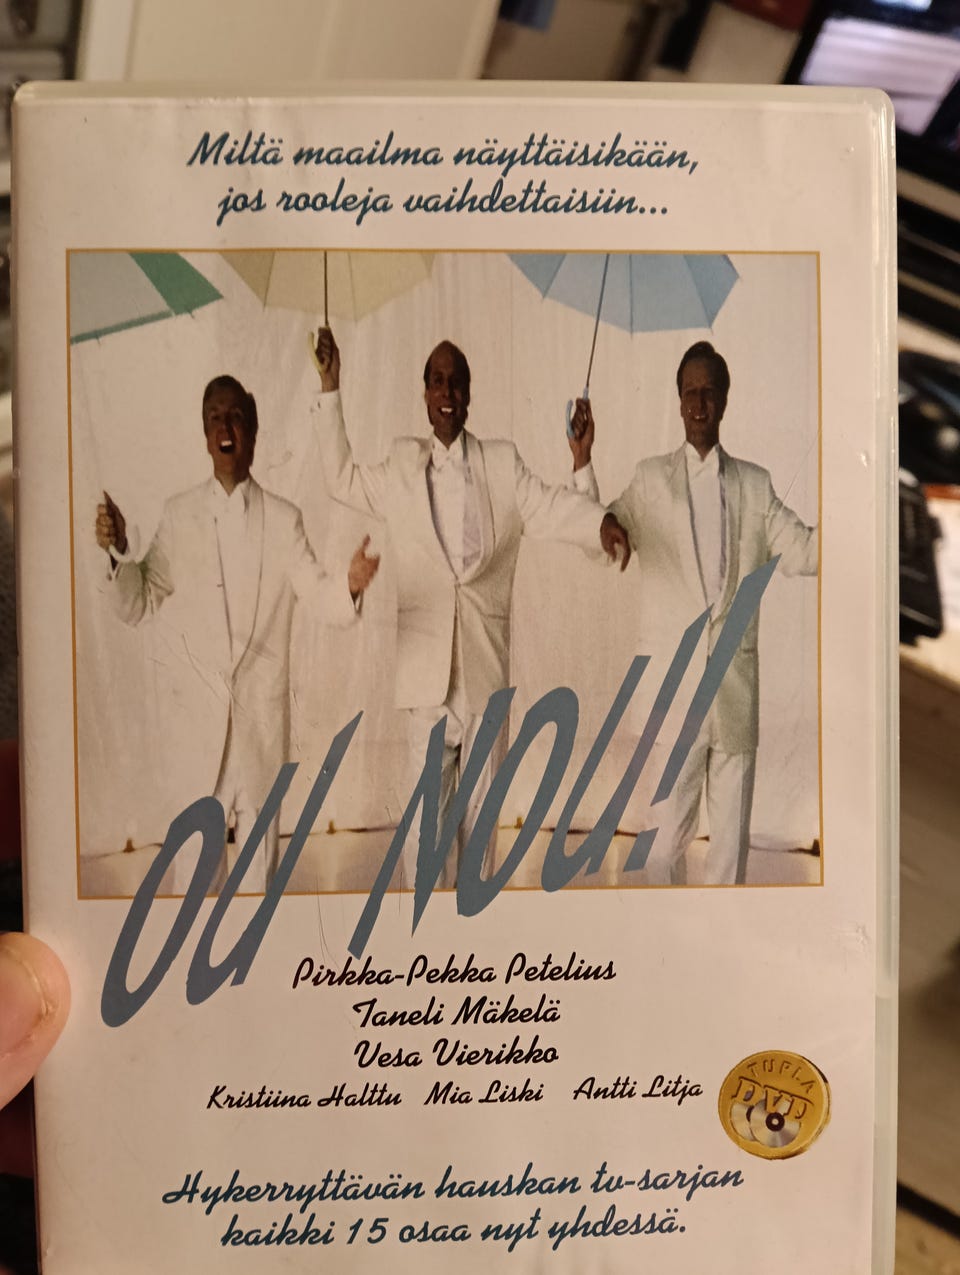 Miltä maailma näyttäisikään,
jos rooleja vaihdettaisiin...
OU NOU!!
Pirkka-Pekka Petelius
Taneli Mäkelä
Vesa Vierikko
Kristiina Halttu Mia Liski Antti Litja
TUPLA
DVD
Hykerryttävän hauskan tv-sarjan
kaikki 15 osaa nyt yhdessä.